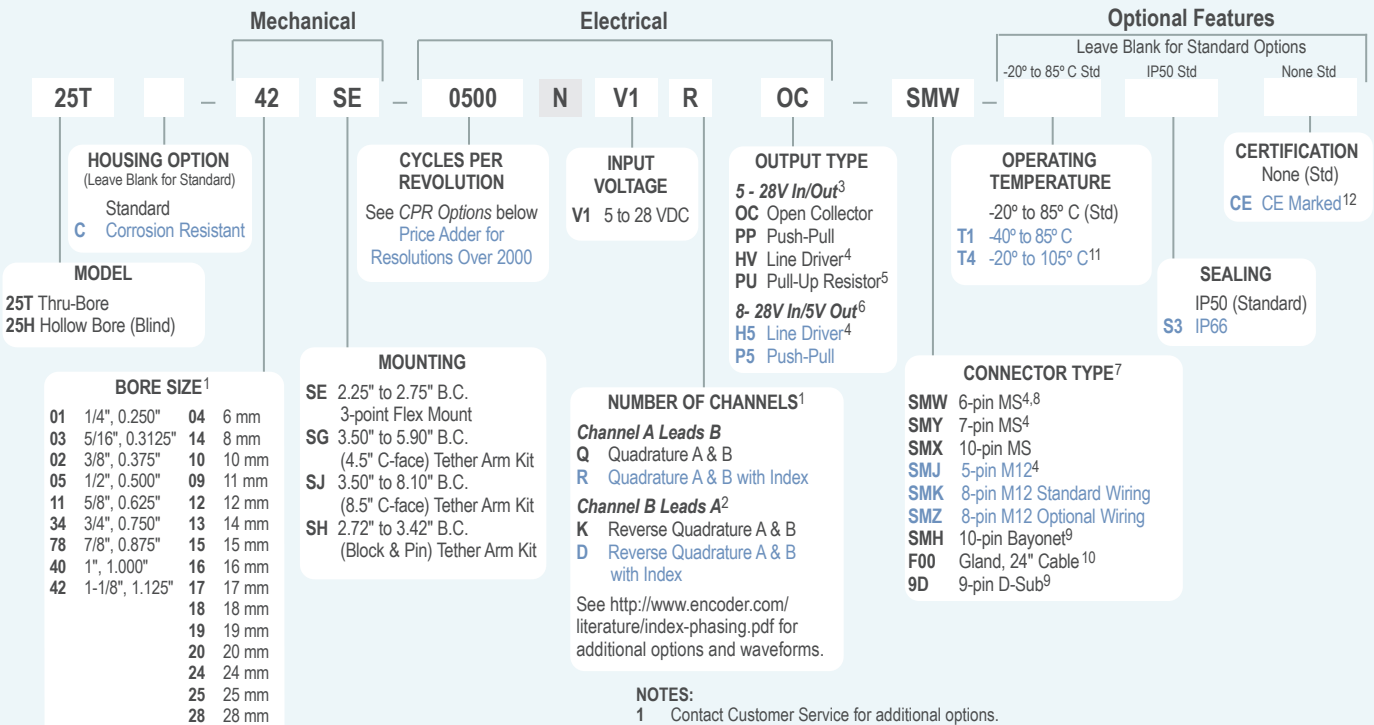 Mechanical
Electrical
Optional Features
Leave Blank for Standard Options
-20º to 85º C Std
IP50 Std
None Std
25T – 42 SE – 0500 N V1 R OC – SMW –
HOUSING OPTION
(Leave Blank for Standard)
Standard
C Corrosion Resistant
MODEL
25T Thru-Bore
25H Hollow Bore (Blind)
BORE SIZE1
01 1/4", 0.250" 04 6 mm
03 5/16", 0.3125" 14 8 mm
02 3/8", 0.375" 10 10 mm
05 1/2", 0.500" 09 11 mm
11 5/8", 0.625" 12 12 mm
34 3/4", 0.750" 13 14 mm
78 7/8", 0.875" 15 15 mm
40 1", 1.000" 16 16 mm
42 1-1/8", 1.125" 17 17 mm
18 18 mm
19 19 mm
20 20 mm
24 24 mm
25 25 mm
28 28 mm
CYCLES PER
REVOLUTION
See CPR Options below
Price Adder for
Resolutions Over 2000
MOUNTING
SE 2.25" to 2.75" B.C.
3-point Flex Mount
SG 3.50" to 5.90" B.C.
(4.5" C-face) Tether Arm Kit
SJ 3.50" to 8.10" B.C.
(8.5" C-face) Tether Arm Kit
SH 2.72" to 3.42" B.C.
(Block & Pin) Tether Arm Kit
INPUT
VOLTAGE
V1 5 to 28 VDC
NUMBER OF CHANNELS1
Channel A Leads B
Q Quadrature A & B
R Quadrature A & B with Index
Channel B Leads A2
K Reverse Quadrature A & B
D Reverse Quadrature A & B
with Index
See http://www.encoder.com/
literature/index-phasing.pdf for
additional options and waveforms.
OUTPUT TYPE
5 - 28V In/Out3
OC Open Collector
PP Push-Pull
HV Line Driver4
PU Pull-Up Resistor5
8- 28V In/5V Out6
H5 Line Driver4
P5 Push-Pull
OPERATING
TEMPERATURE
-20º to 85º C (Std)
T1 -40º to 85º C
T4 -20º to 105º C11
CERTIFICATION
None (Std)
CE CE Marked12
SEALING
IP50 (Standard)
S3 IP66
CONNECTOR TYPE7
SMW 6-pin MS4,8
SMY 7-pin MS4
SMX 10-pin MS
SMJ 5-pin M124
SMK 8-pin M12 Standard Wiring
SMZ 8-pin M12 Optional Wiring
SMH 10-pin Bayonet9
F00 Gland, 24" Cable 10
9D 9-pin D-Sub9
NOTES:
1 Contact Customer Service for additional options.